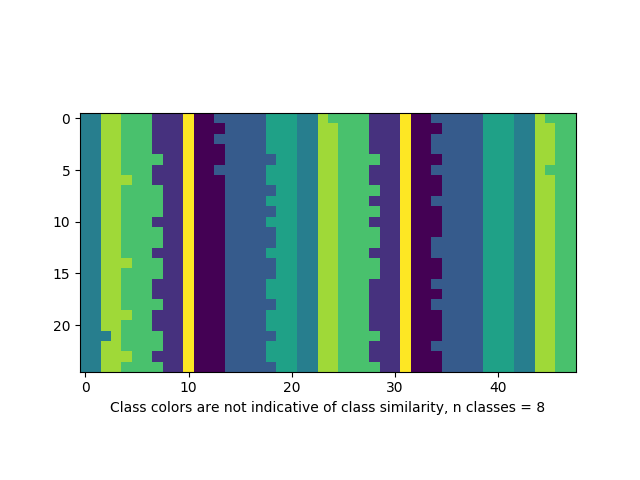 0
5
10
15
20
0 10 20 30 40
Class colors are not indicative of class similarity, n classes = 8